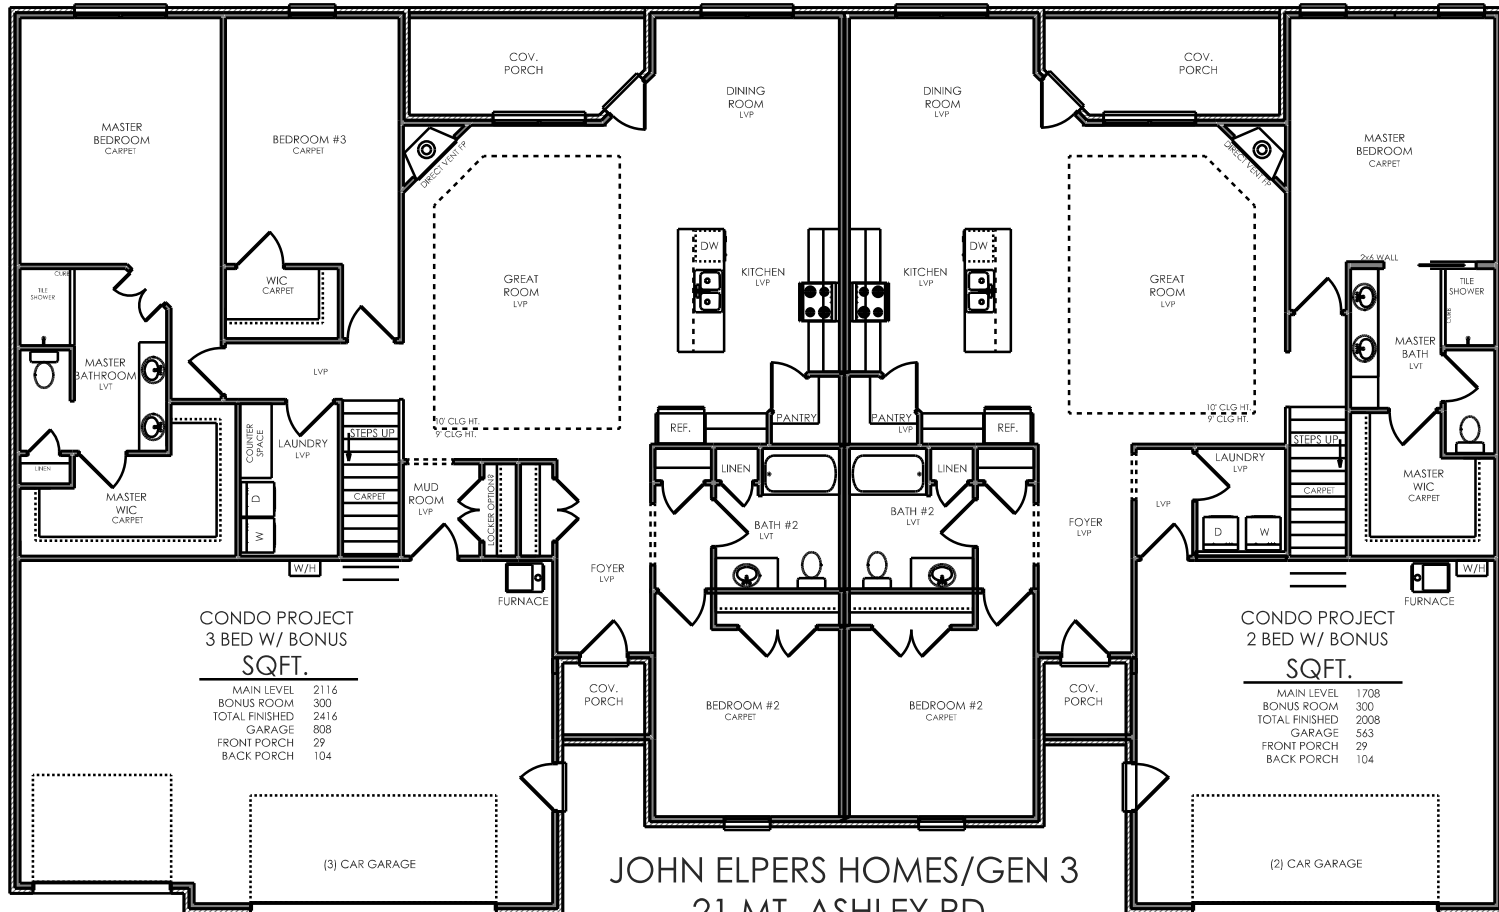 COV.
PORCH
COV.
PORCH
DINING
ROOM
LVP
DINING
ROOM
LVP
MASTER
BEDROOM
CARPET
BEDROOM #3
CARPET
MASTER
BEDROOM
CARPET
DIRECT VENT FP
DIRECT VENT FP
DW
DW
KITCHEN
LVP
KITCHEN
LVP
2x6 WALL
CURB
TILE
SHOWER
WIC
CARPET
GREAT
ROOM
LVP
GREAT
ROOM
LVP
TILE
SHOWER
CURB
MASTER
BATHROOM
LVT
LVP
MASTER
BATH
LVT
10' CLG HT.
9' CLG HT.
10' CLG HT.
9' CLG HT.
PANTRY
PANTRY
LVP
REF.
REF.
COUNTER
SPACE
LAUNDRY
LVP
STEPS UP
STEPS UP
LAUNDRY
LVP
LINEN
LINEN
LINEN
MASTER
WIC
CARPET
D
W
CARPET
MUD
ROOM
LVP
LOCKER OPTION?
BATH #2
LVT
BATH #2
LVT
FOYER
LVP
LVP
D
W
CARPET
MASTER
WIC
CARPET
W/H
FURNACE
FOYER
LVP
FURNACE
W/H
CONDO PROJECT
3 BED W/ BONUS
SQFT.
MAIN LEVEL 2116
BONUS ROOM 300
TOTAL FINISHED 2416
GARAGE 808
FRONT PORCH 29
BACK PORCH 104
COV.
PORCH
BEDROOM #2
CARPET
BEDROOM #2
CARPET
COV.
PORCH
CONDO PROJECT
2 BED W/ BONUS
SQFT.
MAIN LEVEL 1708
BONUS ROOM 300
TOTAL FINISHED 2008
GARAGE 563
FRONT PORCH 29
BACK PORCH 104
(3) CAR GARAGE
(2) CAR GARAGE
JOHN ELPERS HOMES/GEN 3
21 MT. ASHLEY RD